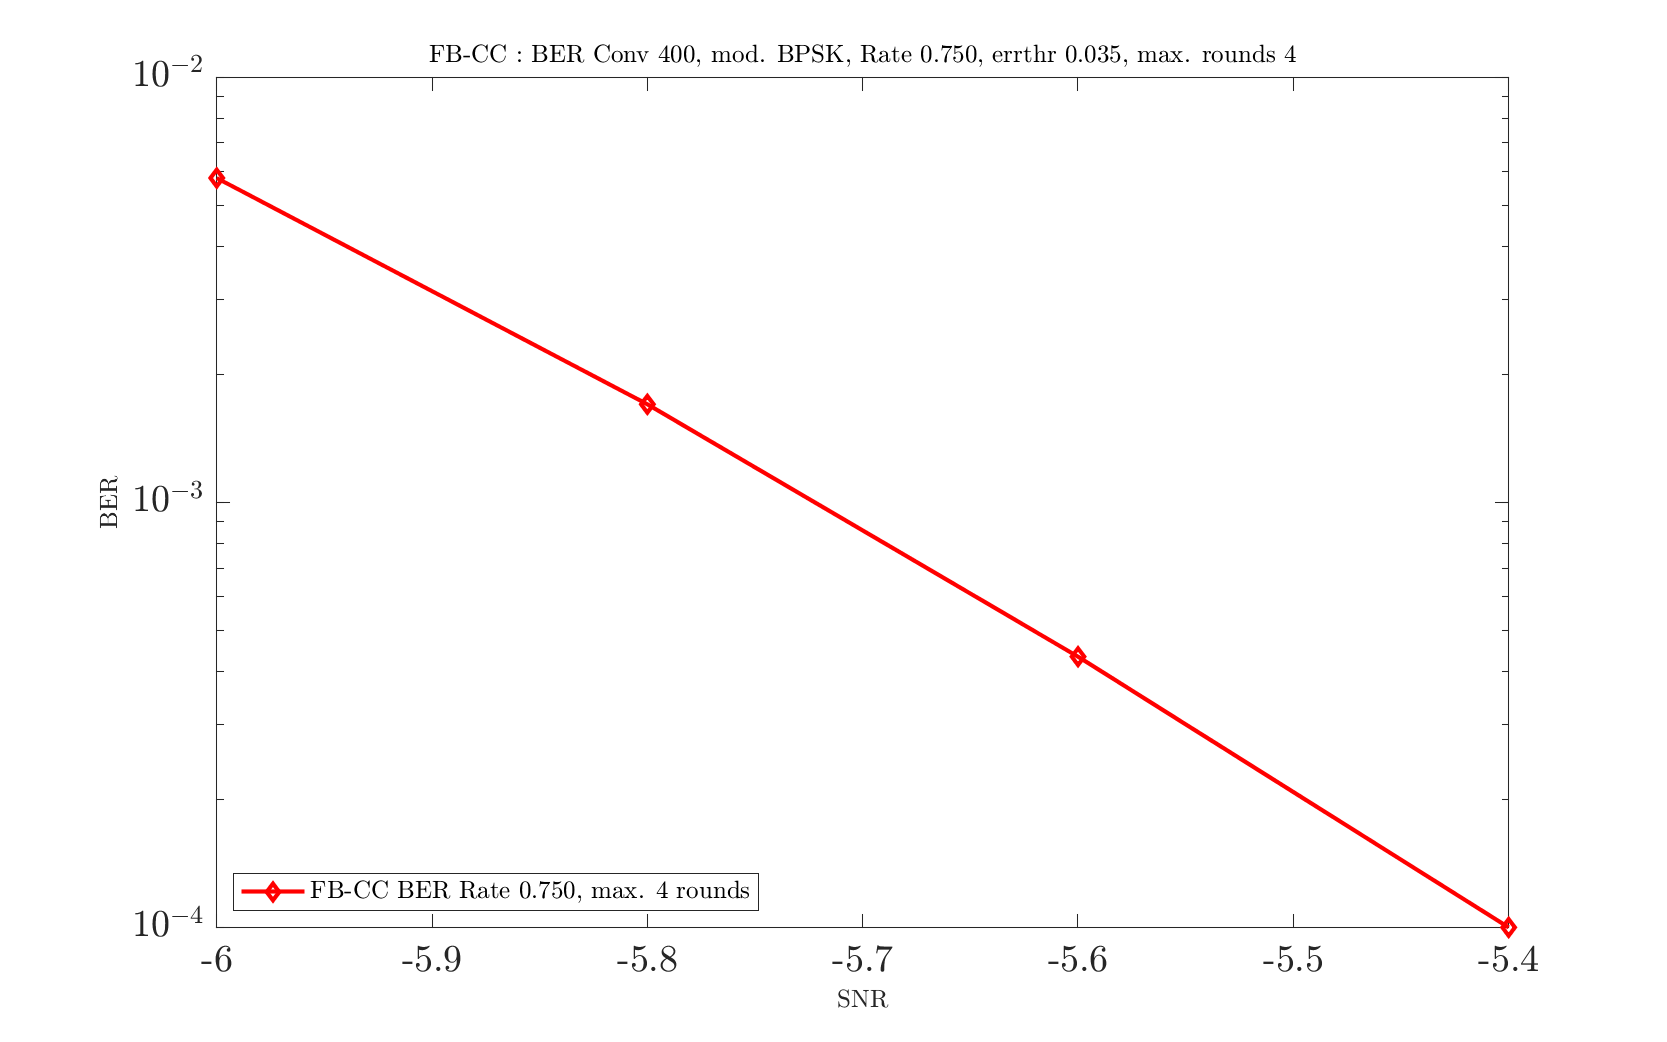 FB-CC : BER Conv 400, mod. BPSK, Rate 0.750, errthr 0.035, max. rounds 4
10⁻²
10⁻³
10⁻⁴
BER
FB-CC BER Rate 0.750, max. 4 rounds
-6 -5.9 -5.8 -5.7 -5.6 -5.5 -5.4
SNR